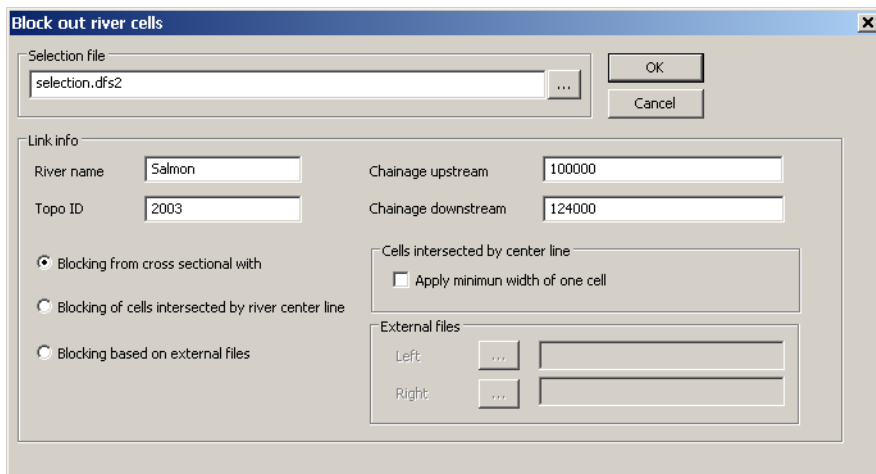 Block out river cells
Selection file
selection.dfs2
...
OK
Cancel
Link info
River name
Salmon
Chainage upstream
100000
Topo ID
2003
Chainage downstream
124000
Blocking from cross sectional with
Blocking of cells intersected by river center line
Blocking based on external files
Cells intersected by center line
Apply minimun width of one cell
External files
Left
...
Right
...